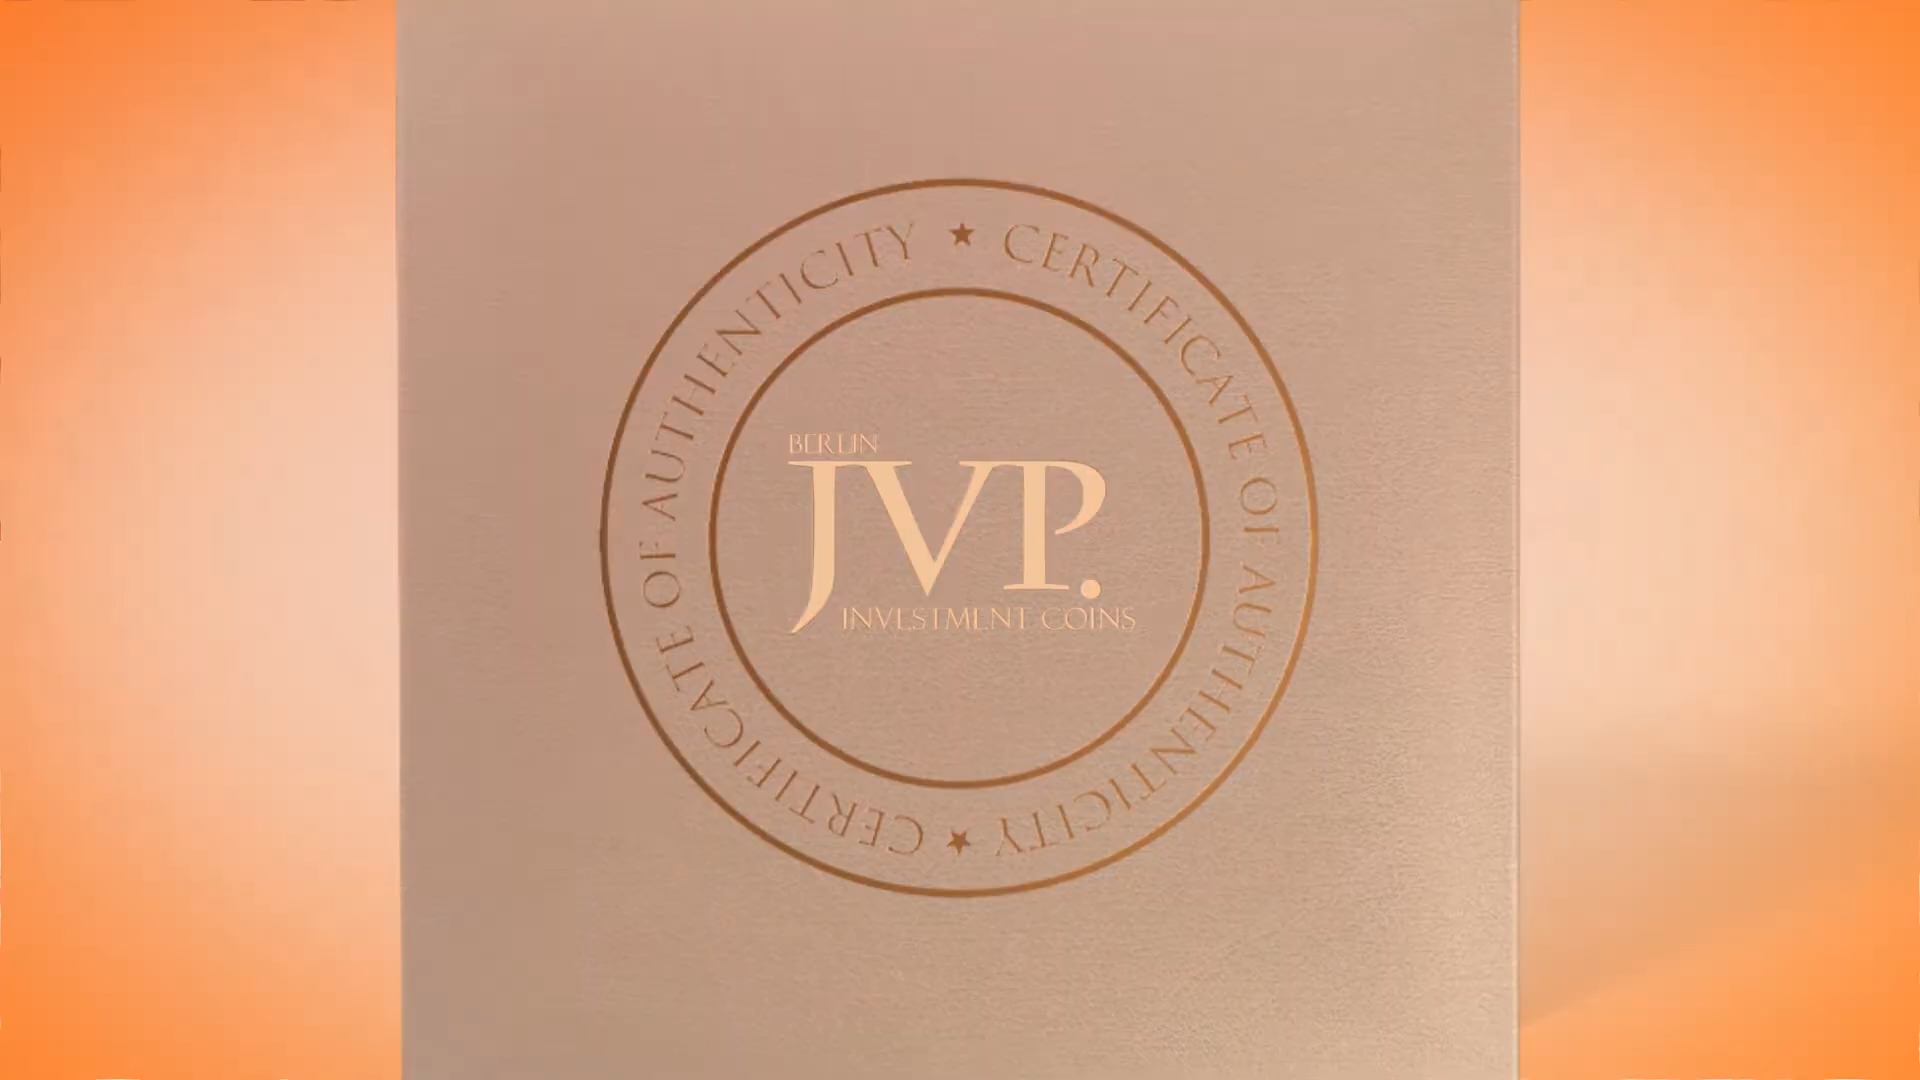 ★ CERTIFICATE OF AUTHENTICITY
★ CERTIFICATE OF AUTHENTICITY
BERLIN
JVP.
INVESTMENT COINS